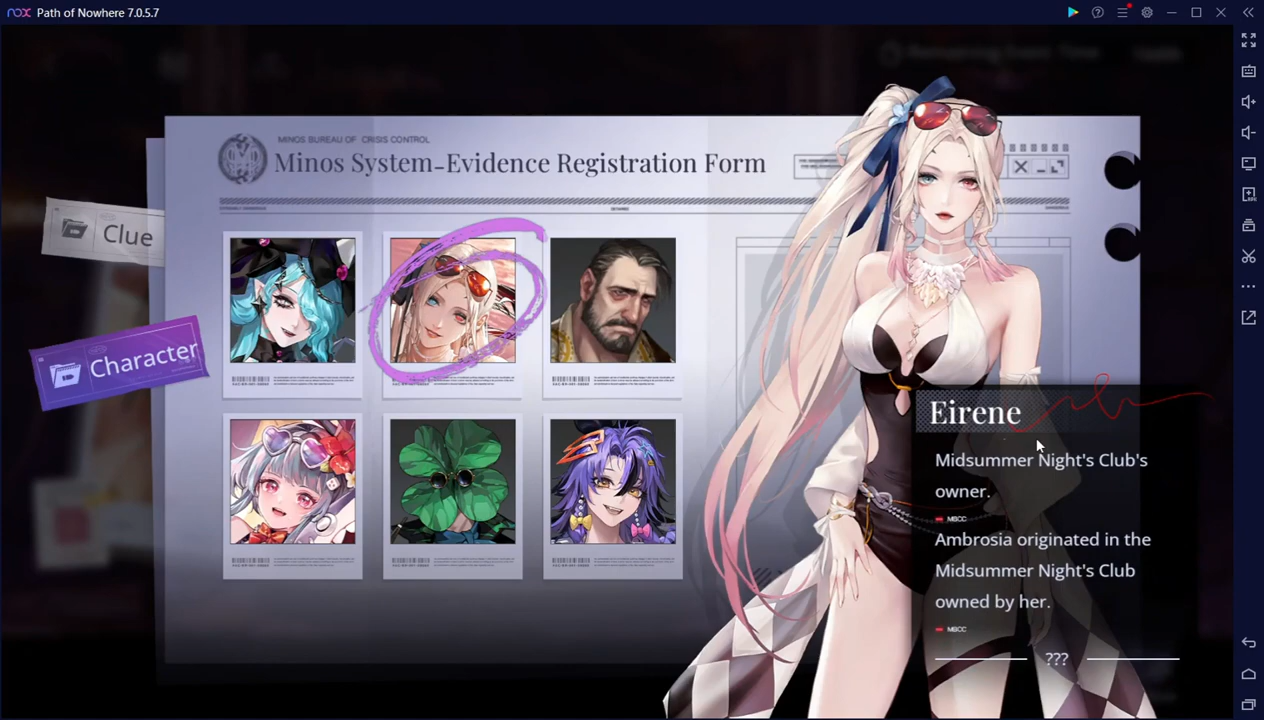 nox Path of Nowhere 7.0.5.7
MINOS BUREAU OF CRISIS CONTROL
Minos System-Evidence Registration Form
Clue
Character
Eirene
Midsummer Night's Club's
owner.
MBCC
Ambrosia originated in the
Midsummer Night's Club
owned by her.
MBCC
???